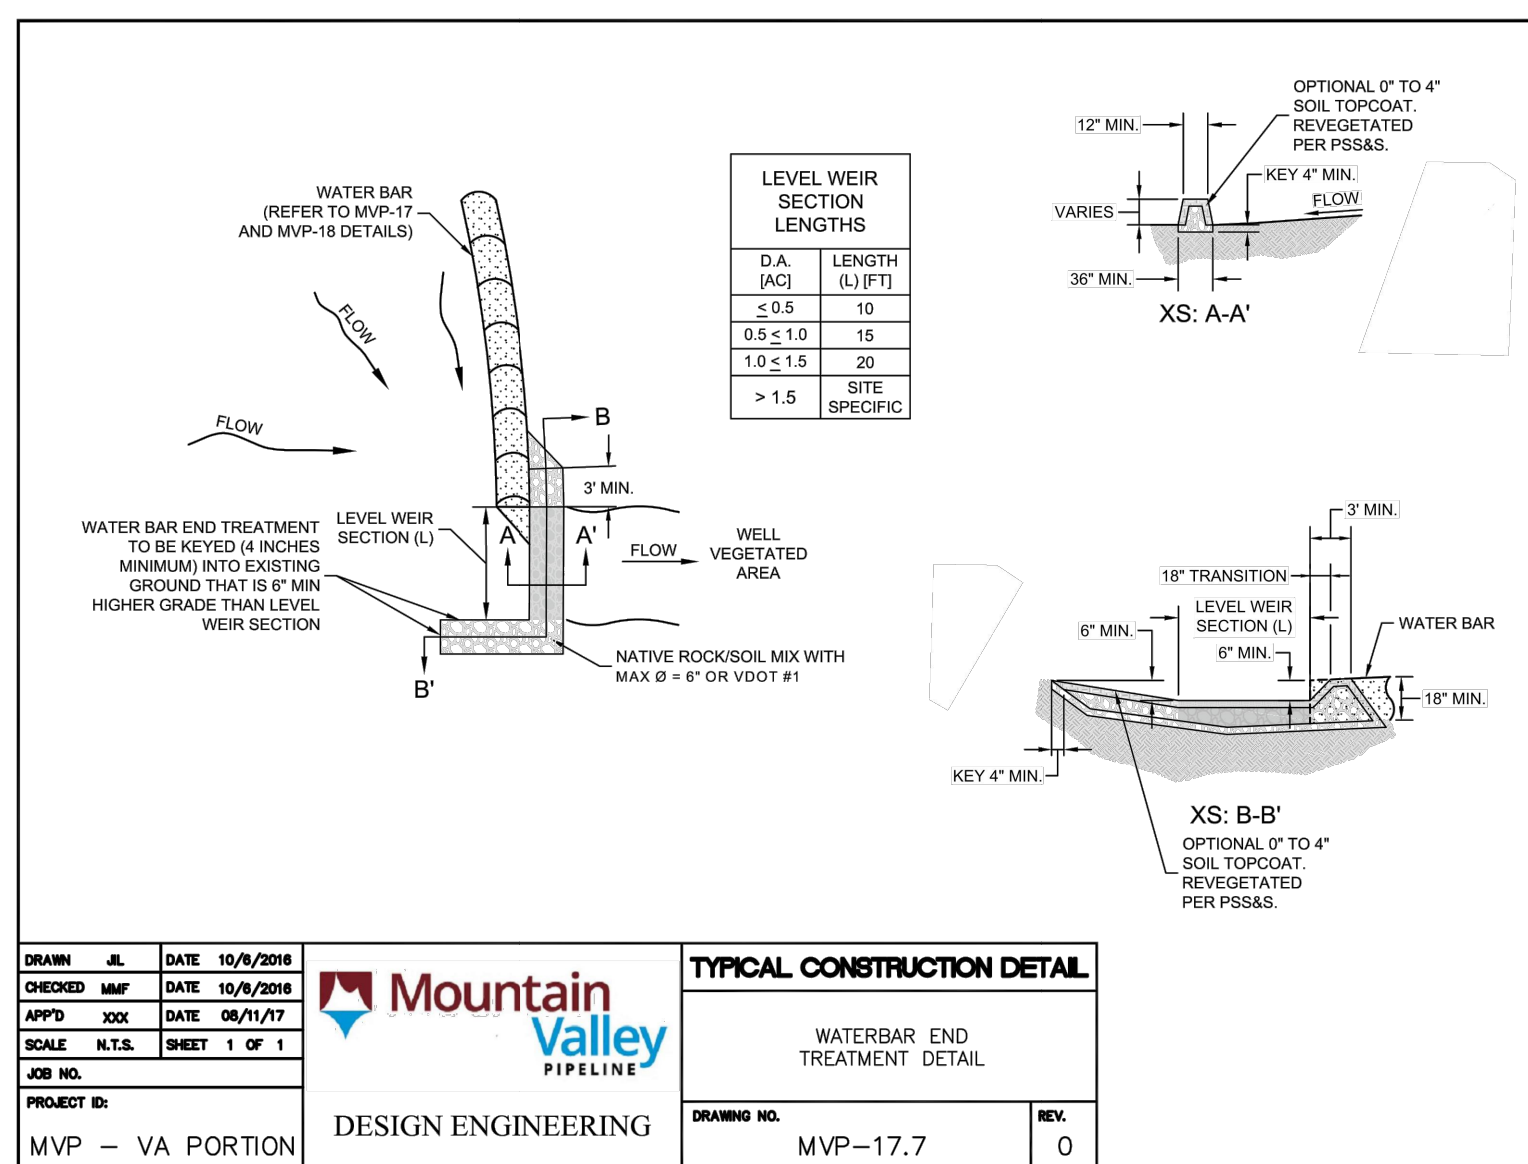 WATER BAR
(REFER TO MVP-17
AND MVP-18 DETAILS)
FLOW
FLOW
B
3' MIN.
WATER BAR END TREATMENT
TO BE KEYED (4 INCHES
MINIMUM) INTO EXISTING
GROUND THAT IS 6" MIN
HIGHER GRADE THAN LEVEL
WEIR SECTION
LEVEL WEIR
SECTION (L)
A
A'
FLOW
WELL
VEGETATED
AREA
B'
NATIVE ROCK/SOIL MIX WITH
MAX Ø = 6" OR VDOT #1
LEVEL WEIR
SECTION
LENGTHS
D.A.
[AC]
LENGTH
(L) [FT]
≤ 0.5
10
0.5 ≤ 1.0
15
1.0 ≤ 1.5
20
> 1.5
SITE
SPECIFIC
OPTIONAL 0" TO 4"
SOIL TOPCOAT.
REVEGETATED
PER PSS&S.
12" MIN.
KEY 4" MIN.
FLOW
VARIES
36" MIN.
XS: A-A'
3' MIN.
18" TRANSITION
LEVEL WEIR
SECTION (L)
6" MIN.
6" MIN.
WATER BAR
18" MIN.
KEY 4" MIN.
XS: B-B'
OPTIONAL 0" TO 4"
SOIL TOPCOAT.
REVEGETATED
PER PSS&S.
DRAWN JIL DATE 10/6/2016
CHECKED MMF DATE 10/6/2016
APP'D XXX DATE 08/11/17
SCALE N.T.S. SHEET 1 OF 1
JOB NO.
PROJECT ID:
MVP - VA PORTION
Mountain
Valley
PIPELINE
DESIGN ENGINEERING
TYPICAL CONSTRUCTION DETAIL
WATERBAR END
TREATMENT DETAIL
DRAWING NO.
MVP-17.7
REV.
0